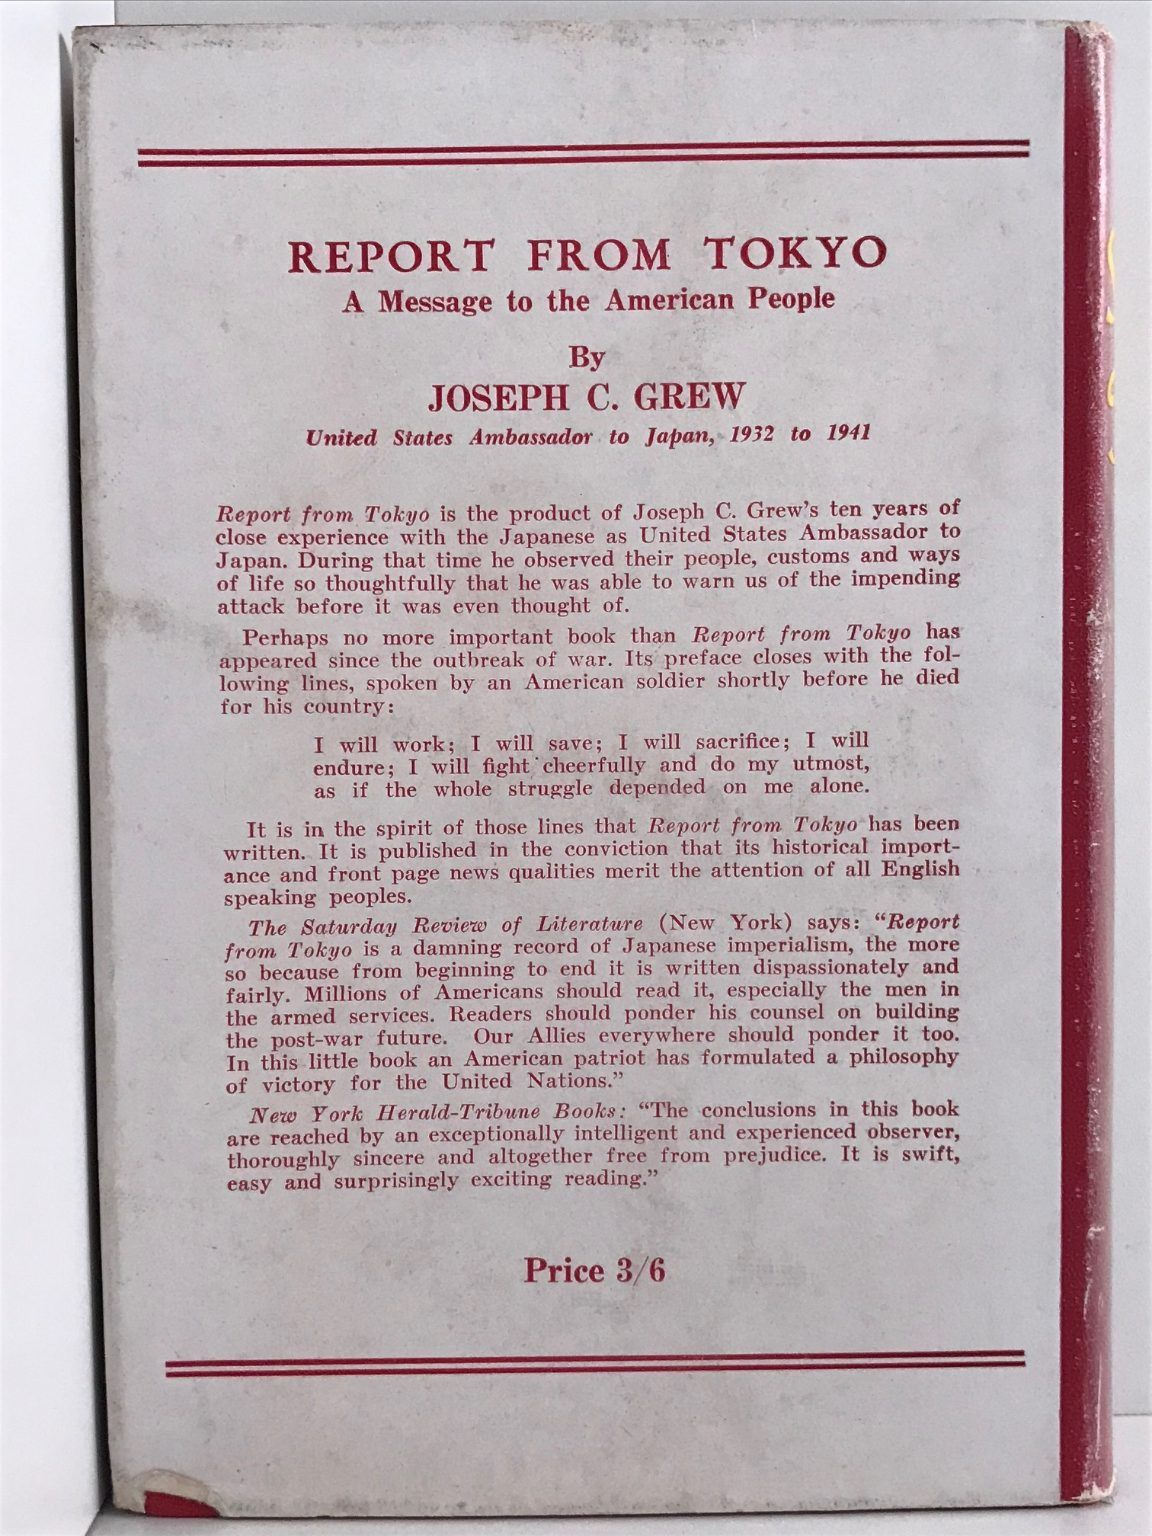 REPORT FROM TOKYO
A Message to the American People
By
JOSEPH C. GREW
United States Ambassador to Japan, 1932 to 1941
Report from Tokyo is the product of Joseph C. Grew's ten years of
close experience with the Japanese as United States Ambassador to
Japan. During that time he observed their people, customs and ways
of life so thoughtfully that he was able to warn us of the impending
attack before it was even thought of.
Perhaps no more important book than Report from Tokyo has
appeared since the outbreak of war. Its preface closes with the fol-
lowing lines, spoken by an American soldier shortly before he died
for his country:
I will work; I will save; I will sacrifice; I will
endure; I will fight cheerfully and do my utmost,
as if the whole struggle depended on me alone.
It is in the spirit of those lines that Report from Tokyo has been
written. It is published in the conviction that its historical import-
ance and front page news qualities merit the attention of all English
speaking peoples.
The Saturday Review of Literature (New York) says: "Report
from Tokyo is a damning record of Japanese imperialism, the more
so because from beginning to end it is written dispassionately and
fairly. Millions of Americans should read it, especially the men in
the armed services. Readers should ponder his counsel on building
the post-war future. Our Allies everywhere should ponder it too.
In this little book an American patriot has formulated a philosophy
of victory for the United Nations."
New York Herald-Tribune Books: "The conclusions in this book
are reached by an exceptionally intelligent and experienced observer,
thoroughly sincere and altogether free from prejudice. It is swift,
easy and surprisingly exciting reading."
Price 3/6